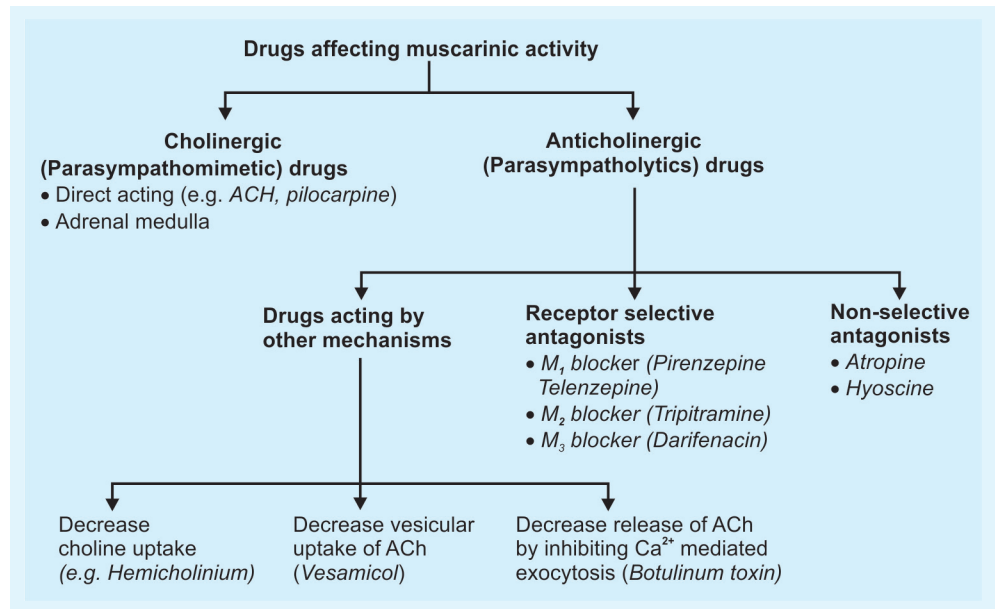 Drugs affecting muscarinic activity
Cholinergic
(Parasympathomimetic) drugs
• Direct acting (e.g. ACH, pilocarpine)
• Adrenal medulla
Anticholinergic
(Parasympatholytics) drugs
Drugs acting by
other mechanisms
Receptor selective
antagonists
• M₁ blocker (Pirenzepine
Telenzepine)
• M₂ blocker (Tripitramine)
• M₃ blocker (Darifenacin)
Non-selective
antagonists
• Atropine
• Hyoscine
Decrease
choline uptake
(e.g. Hemicholinium)
Decrease vesicular
uptake of ACh
(Vesamicol)
Decrease release of ACh
by inhibiting Ca²⁺ mediated
exocytosis (Botulinum toxin)